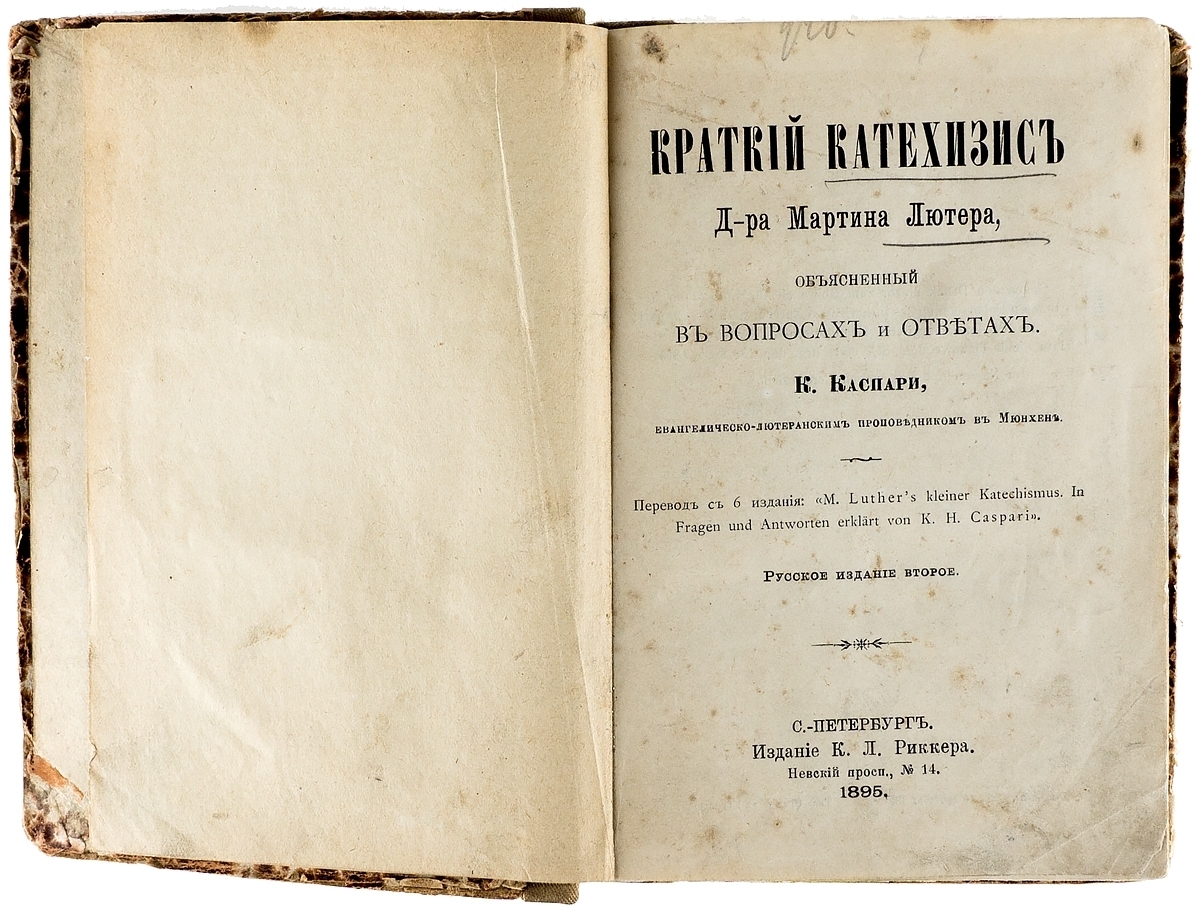 КРАТКІЙ КАТЕХИЗИСЪ
Д-ра Мартина Лютера,
ОБЪЯСНЕННЫЙ
ВЪ ВОПРОСАХЪ и ОТВѢТАХЪ.
К. КАСПАРИ,
ЕВАНГЕЛИЧЕСКО-ЛЮТЕРАНСКИМЪ ПРОПОВѢДНИКОМЪ ВЪ МЮНХЕНѢ.
Переводъ съ 6 изданія: «M. Luther's kleiner Katechismus. In
Fragen und Antworten erklärt von K. H. Caspari».
РУССКОЕ ИЗДАНІЕ ВТОРОЕ.
С.-ПЕТЕРБУРГЪ.
Изданіе К. Л. Риккера.
Невскій просп., № 14.
1895.